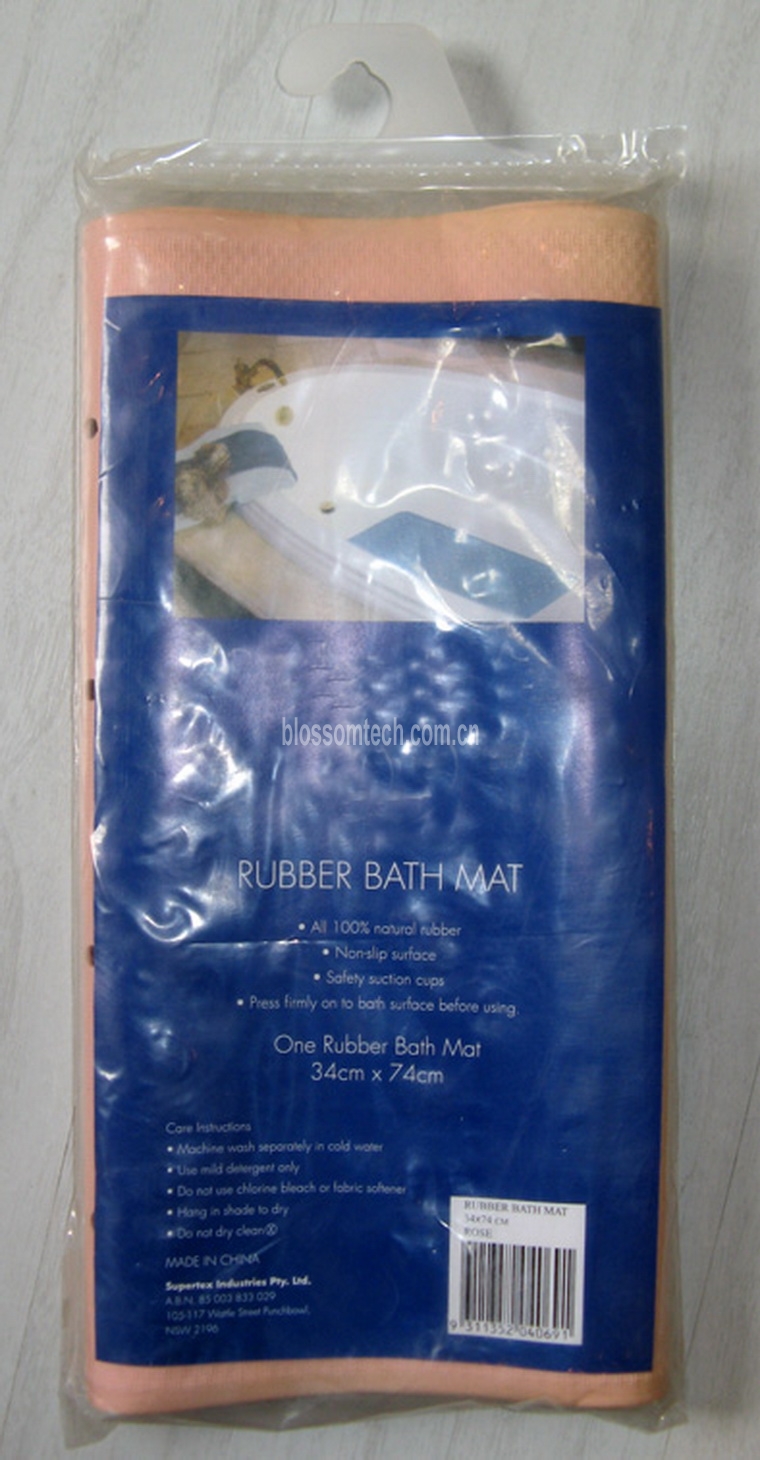 blossomtech.com.cn
RUBBER BATH MAT
• All 100% natural rubber
• Non-slip surface
• Safety suction cups
• Press firmly on to bath surface before using.
One Rubber Bath Mat
34cm x 74cm
Care Instructions
• Machine wash separately in cold water
• Use mild detergent only
• Do not use chlorine bleach or fabric softener
• Hang in shade to dry
• Do not dry clean Ⓧ
MADE IN CHINA
Supertex Industries Pty. Ltd.
A.B.N. 85 003 833 029
105-117 Wattle Street Punchbowl,
NSW 2196
RUBBER BATH MAT
34x74 CM
ROSE
9 311352 040691